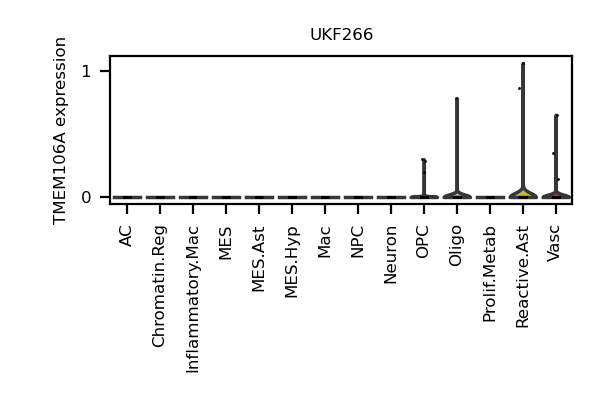 UKF266
TMEM106A expression
1
0
AC
Chromatin.Reg
Inflammatory.Mac
MES
MES.Ast
MES.Hyp
Mac
NPC
Neuron
OPC
Oligo
Prolif.Metab
Reactive.Ast
Vasc